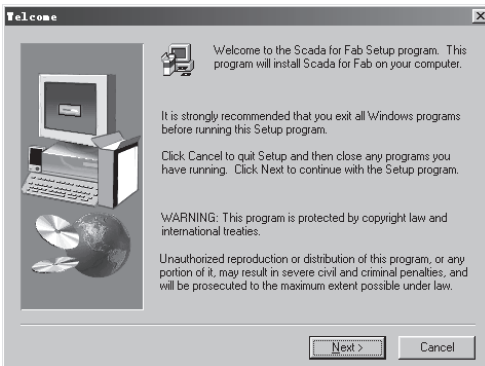 Welcome
Welcome to the Scada for Fab Setup program. This
program will install Scada for Fab on your computer.
It is strongly recommended that you exit all Windows programs
before running this Setup program.
Click Cancel to quit Setup and then close any programs you
have running. Click Next to continue with the Setup program.
WARNING: This program is protected by copyright law and
international treaties.
Unauthorized reproduction or distribution of this program, or any
portion of it, may result in severe civil and criminal penalties, and
will be prosecuted to the maximum extent possible under law.
Next >
Cancel